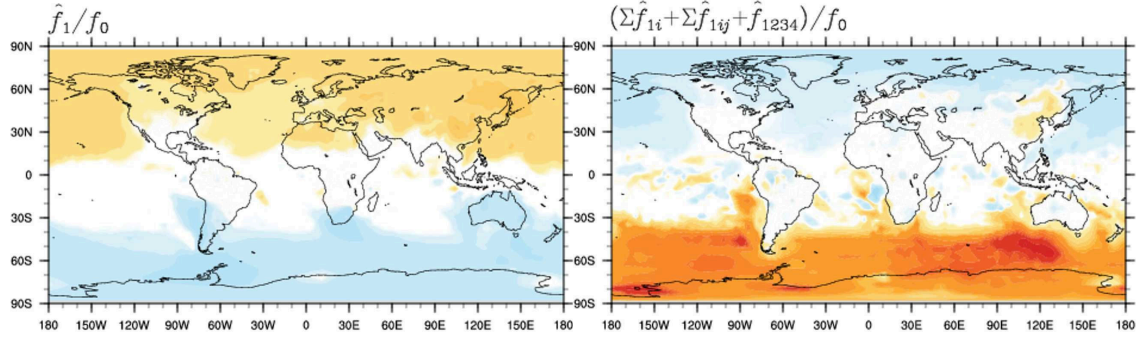 f̂₁/f₀
(Σf̂₁ᵢ+Σf̂₁ᵢⱼ+f̂₁₂₃₄)/f₀
90N 90N
60N 60N
30N 30N
0 0
30S 30S
60S 60S
90S 90S
180 150W 120W 90W 60W 30W 0 30E 60E 90E 120E 150E 180 180 150W 120W 90W 60W 30W 0 30E 60E 90E 120E 150E 180